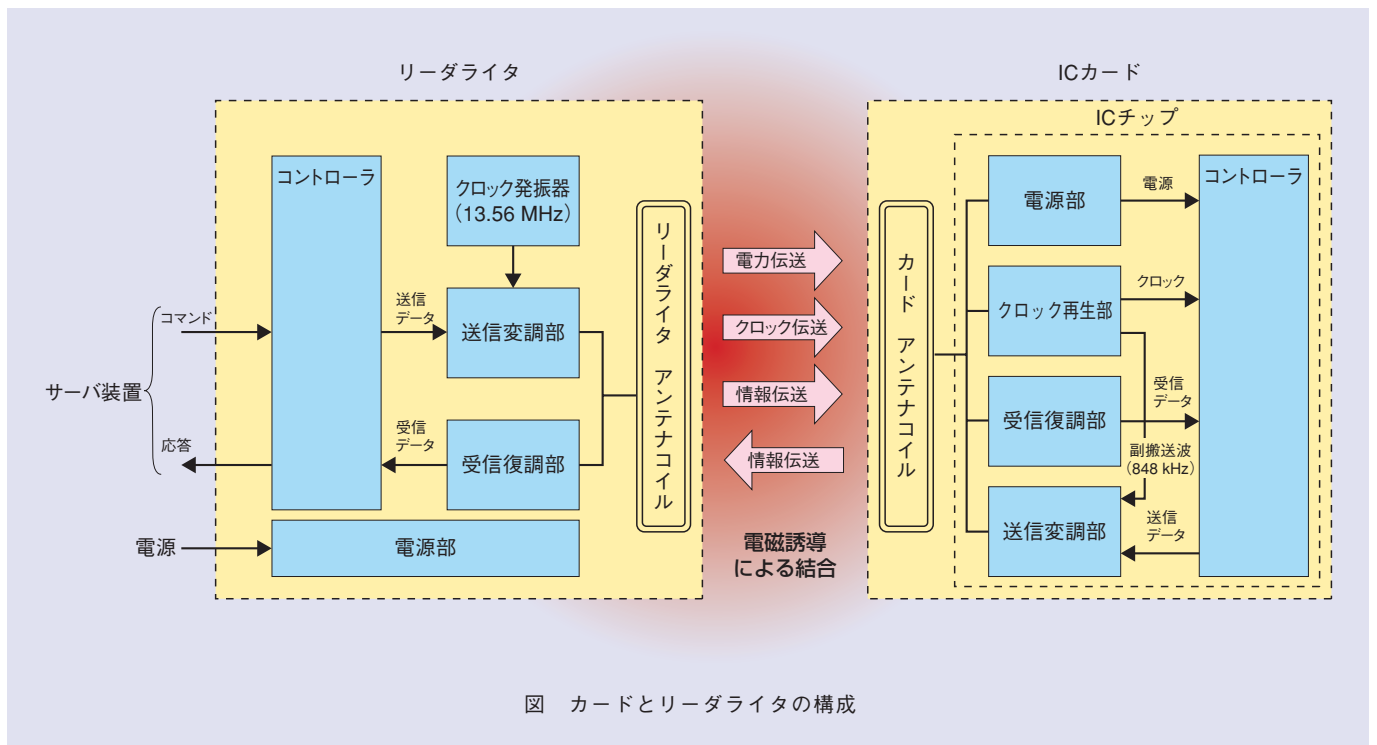 リーダライタ
コントローラ
クロック発振器
(13.56 MHz)
送信
データ
送信変調部
受信
データ
受信復調部
電源部
リーダライタ アンテナコイル
サーバ装置
コマンド
応答
電源
電力伝送
クロック伝送
情報伝送
情報伝送
電磁誘導
による結合
ICカード
ICチップ
カード アンテナコイル
電源部
電源
コントローラ
クロック再生部
クロック
受信復調部
受信
データ
副搬送波
(848 kHz)
送信変調部
送信
データ
図 カードとリーダライタの構成